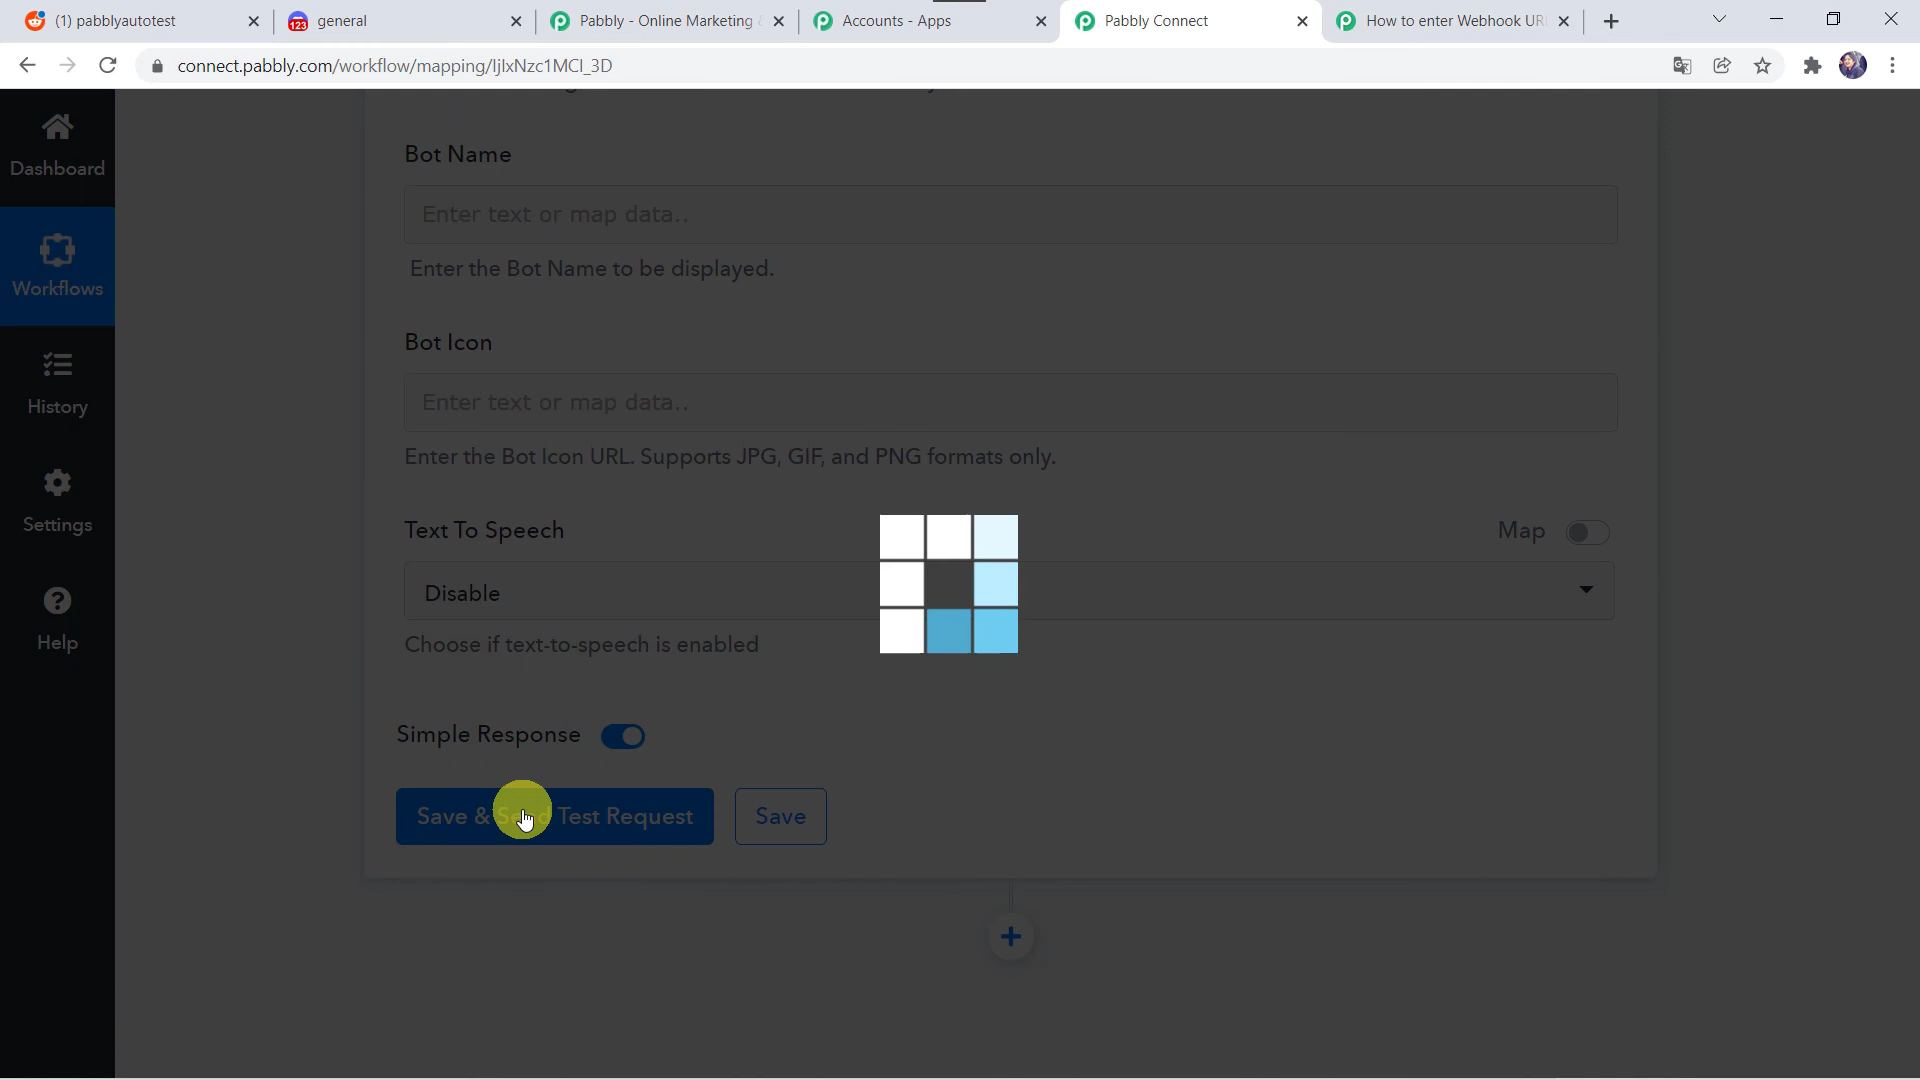 (1) pabblyautotest
general
Pabbly - Online Marketing
Accounts - Apps
Pabbly Connect
How to enter Webhook UR
connect.pabbly.com/workflow/mapping/IjIxNzc1MCI_3D
Dashboard
Workflows
History
Settings
Help
Bot Name
Enter text or map data..
Enter the Bot Name to be displayed.
Bot Icon
Enter text or map data..
Enter the Bot Icon URL. Supports JPG, GIF, and PNG formats only.
Text To Speech
Map
Disable
Choose if text-to-speech is enabled
Simple Response
Save & Send Test Request
Save